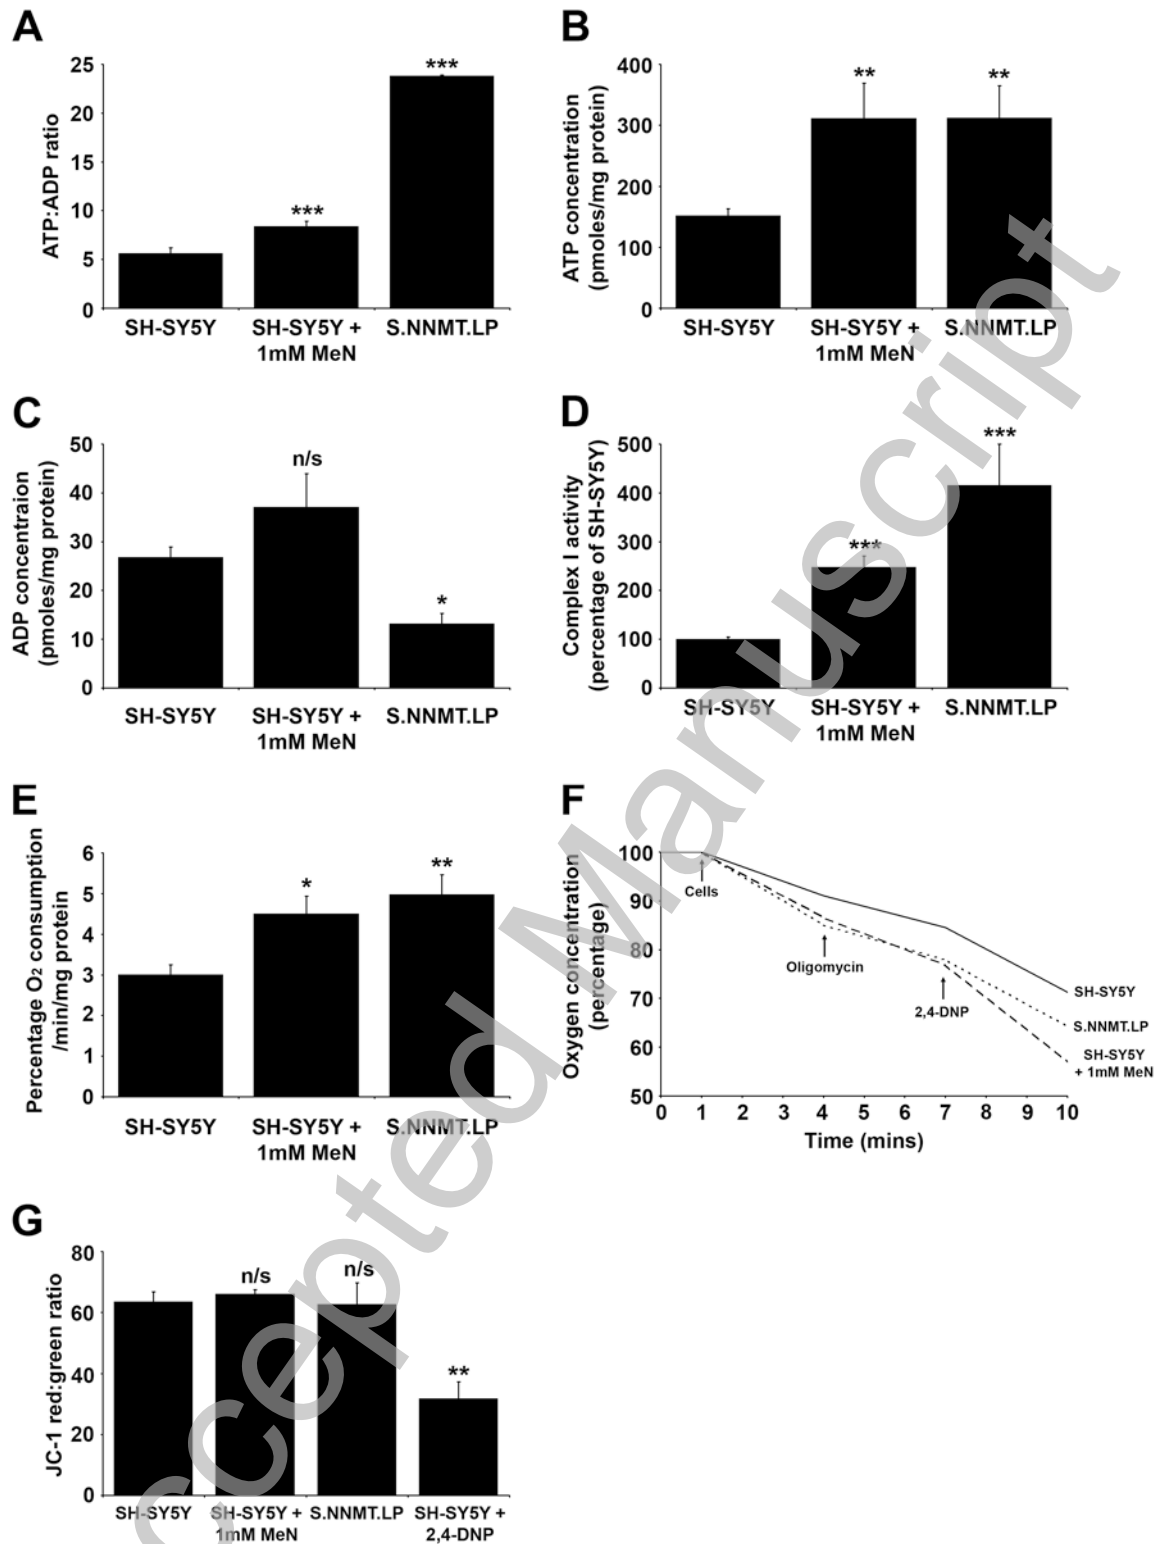 A
25
20
15
10
5
0
ATP:ADP ratio
***
***
SH-SY5Y
SH-SY5Y +
1mM MeN
S.NNMT.LP
B
400
300
200
100
0
ATP concentration
(pmoles/mg protein)
**
**
SH-SY5Y
SH-SY5Y +
1mM MeN
S.NNMT.LP
C
50
40
30
20
10
0
ADP concentraion
(pmoles/mg protein)
n/s
*
SH-SY5Y
SH-SY5Y +
1mM MeN
S.NNMT.LP
D
500
400
300
200
100
0
Complex I activity
(percentage of SH-SY5Y)
***
***
SH-SY5Y
SH-SY5Y +
1mM MeN
S.NNMT.LP
E
6
5
4
3
2
1
0
Percentage O₂ consumption
/min/mg protein
*
**
SH-SY5Y
SH-SY5Y +
1mM MeN
S.NNMT.LP
F
100
90
80
70
60
50
Oxygen concentration
(percentage)
Cells
Oligomycin
2,4-DNP
SH-SY5Y
S.NNMT.LP
SH-SY5Y
+ 1mM MeN
0 1 2 3 4 5 6 7 8 9 10
Time (mins)
G
80
60
40
20
0
JC-1 red:green ratio
n/s
n/s
**
SH-SY5Y
SH-SY5Y +
1mM MeN
S.NNMT.LP
SH-SY5Y +
2,4-DNP
ccepted Manuscript